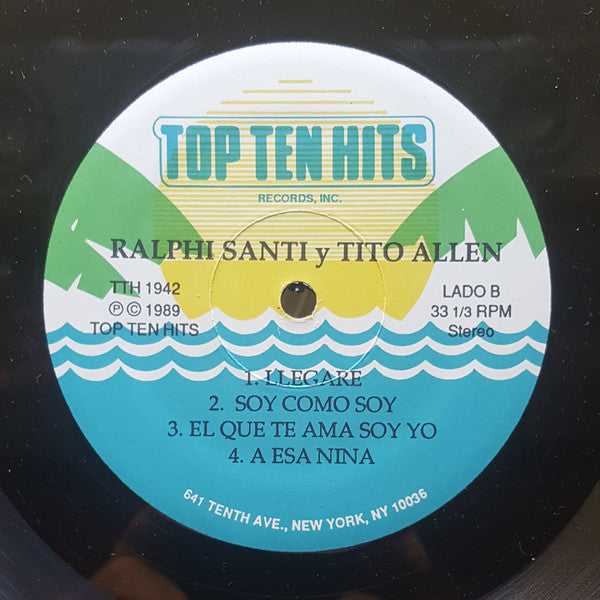 TOP TEN HITS
RECORDS, INC.
RALPHI SANTI y TITO ALLEN
TTH 1942
℗ © 1989
TOP TEN HITS
LADO B
33 1/3 RPM
Stereo
1. LLEGARE
2. SOY COMO SOY
3. EL QUE TE AMA SOY YO
4. A ESA NINA
641 TENTH AVE., NEW YORK, NY 10036